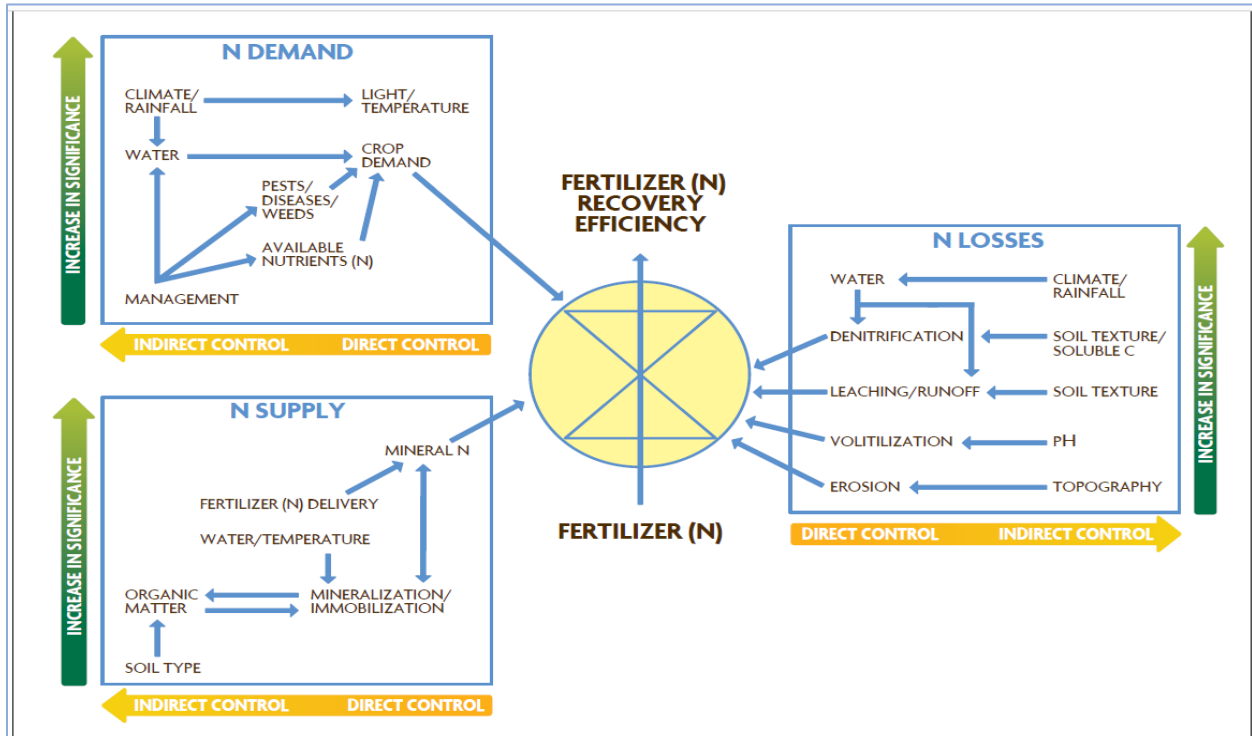 N DEMAND
INCREASE IN SIGNIFICANCE
CLIMATE/
RAINFALL
LIGHT/
TEMPERATURE
WATER
CROP
DEMAND
PESTS/
DISEASES/
WEEDS
AVAILABLE
NUTRIENTS (N)
MANAGEMENT
INDIRECT CONTROL DIRECT CONTROL
N SUPPLY
INCREASE IN SIGNIFICANCE
MINERAL N
FERTILIZER (N) DELIVERY
WATER/TEMPERATURE
ORGANIC
MATTER
MINERALIZATION/
IMMOBILIZATION
SOIL TYPE
INDIRECT CONTROL DIRECT CONTROL
FERTILIZER (N)
RECOVERY
EFFICIENCY
FERTILIZER (N)
N LOSSES
INCREASE IN SIGNIFICANCE
WATER
CLIMATE/
RAINFALL
DENITRIFICATION
SOIL TEXTURE/
SOLUBLE C
LEACHING/RUNOFF
SOIL TEXTURE
VOLITILIZATION
PH
EROSION
TOPOGRAPHY
DIRECT CONTROL INDIRECT CONTROL